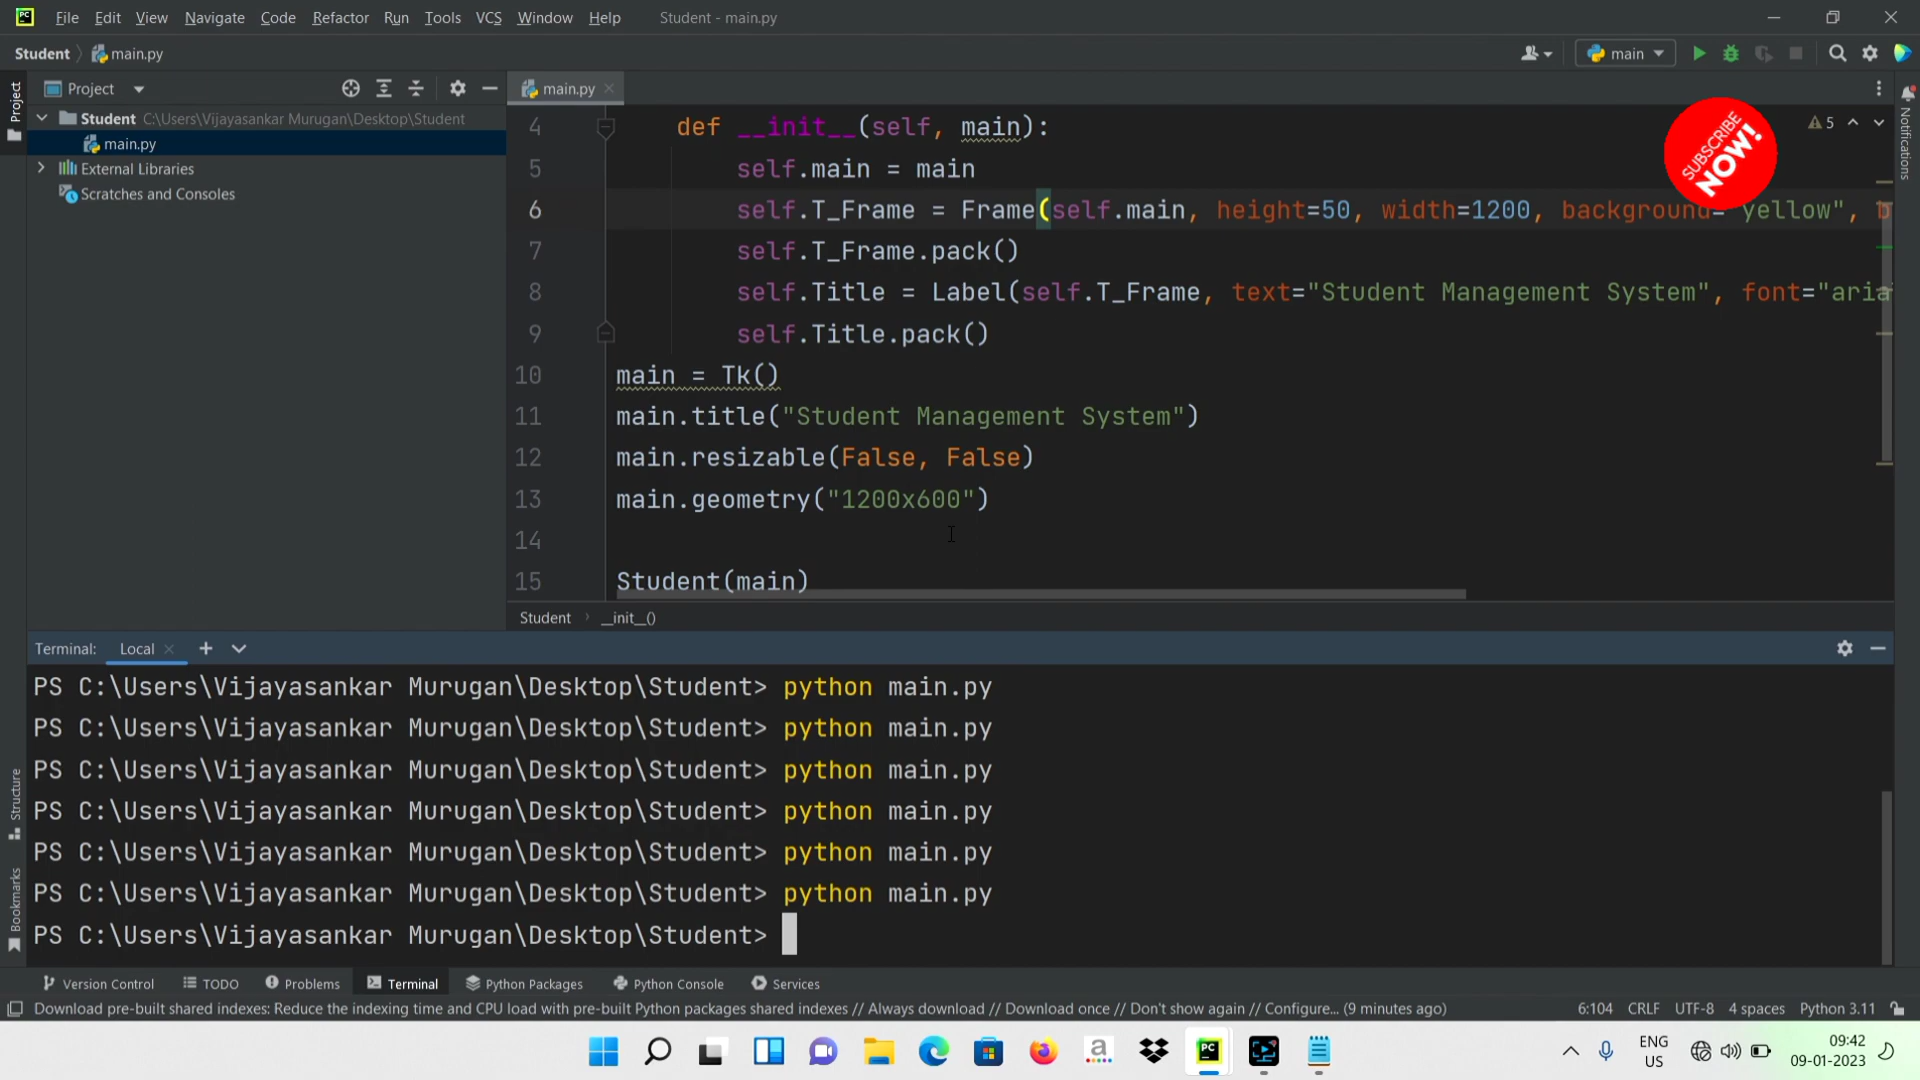 File Edit View Navigate Code Refactor Run Tools VCS Window Help Student - main.py
Student main.py main
Project main.py
Student C:\Users\Vijayasankar Murugan\Desktop\Student
main.py
External Libraries
Scratches and Consoles
Project
Structure
Bookmarks
Notifications
SUBSCRIBE
NOW!
5
4 def __init__(self, main):
5 self.main = main
6 self.T_Frame = Frame(self.main, height=50, width=1200, background="yellow", b
7 self.T_Frame.pack()
8 self.Title = Label(self.T_Frame, text="Student Management System", font="aria
9 self.Title.pack()
10 main = Tk()
11 main.title("Student Management System")
12 main.resizable(False, False)
13 main.geometry("1200x600")
14
15 Student(main)
Student __init__()
Terminal: Local
PS C:\Users\Vijayasankar Murugan\Desktop\Student> python main.py
PS C:\Users\Vijayasankar Murugan\Desktop\Student> python main.py
PS C:\Users\Vijayasankar Murugan\Desktop\Student> python main.py
PS C:\Users\Vijayasankar Murugan\Desktop\Student> python main.py
PS C:\Users\Vijayasankar Murugan\Desktop\Student> python main.py
PS C:\Users\Vijayasankar Murugan\Desktop\Student> python main.py
PS C:\Users\Vijayasankar Murugan\Desktop\Student>
Version Control TODO Problems Terminal Python Packages Python Console Services
Download pre-built shared indexes: Reduce the indexing time and CPU load with pre-built Python packages shared indexes // Always download // Download once // Don't show again // Configure... (9 minutes ago) 6:104 CRLF UTF-8 4 spaces Python 3.11
ENG
US
09:42
09-01-2023